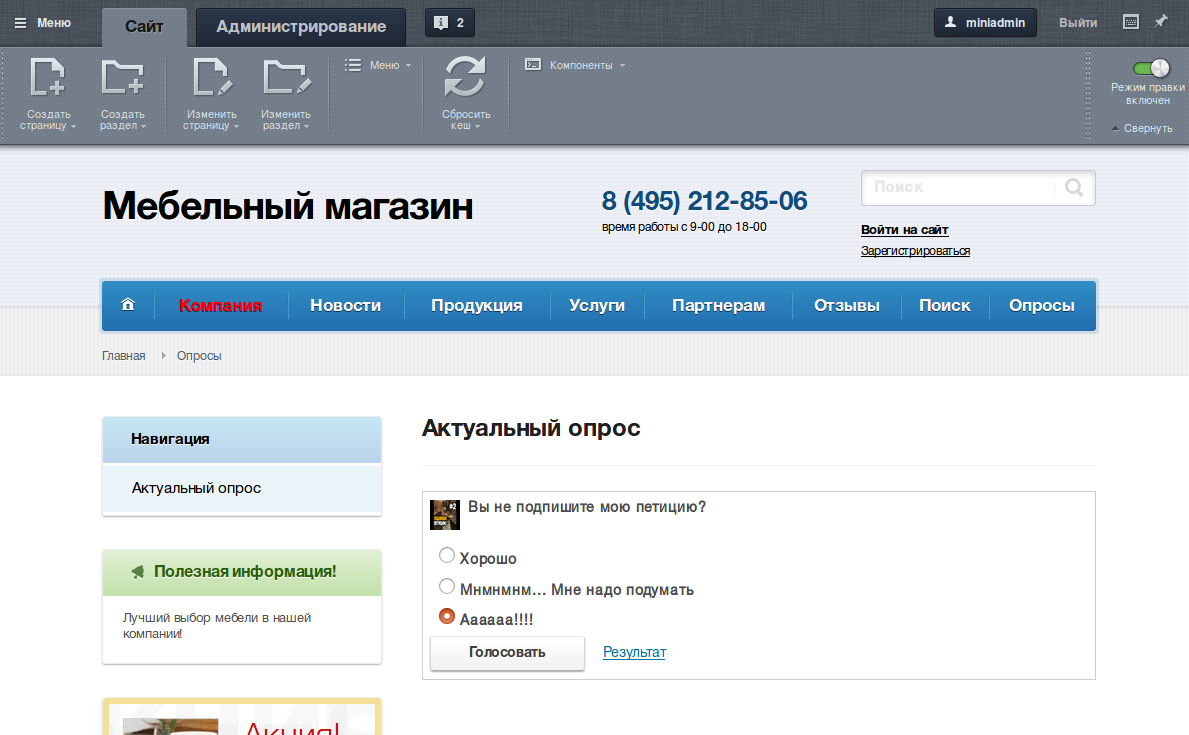 Меню
Сайт
Администрирование
2
miniadmin
Выйти
Создать
страницу
Создать
раздел
Изменить
страницу
Изменить
раздел
Меню
Сбросить
кеш
Компоненты
Режим правки
включен
Свернуть
Мебельный магазин
8 (495) 212-85-06
время работы с 9-00 до 18-00
Поиск
Войти на сайт
Зарегистрироваться
Компания
Новости
Продукция
Услуги
Партнерам
Отзывы
Поиск
Опросы
Главная
Опросы
Навигация
Актуальный опрос
Полезная информация!
Лучший выбор мебели в нашей
компании!
Акция!
Актуальный опрос
#2
Вы не подпишите мою петицию?
Хорошо
Мнмнмнм... Мне надо подумать
Аааааа!!!!
Голосовать
Результат